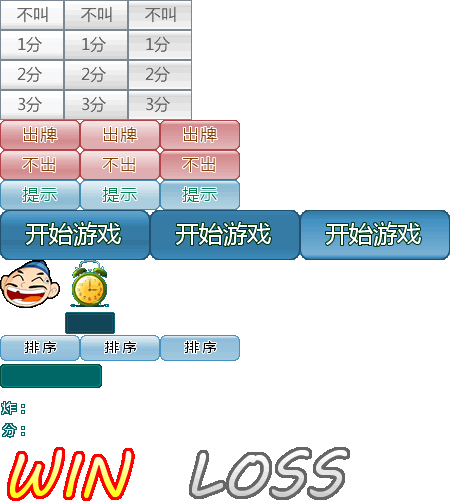 不叫 不叫 不叫
1分 1分 1分
2分 2分 2分
3分 3分 3分
出牌 出牌 出牌
不出 不出 不出
提示 提示 提示
开始游戏 开始游戏 开始游戏
排序 排序 排序
炸：
分：
WIN LOSS